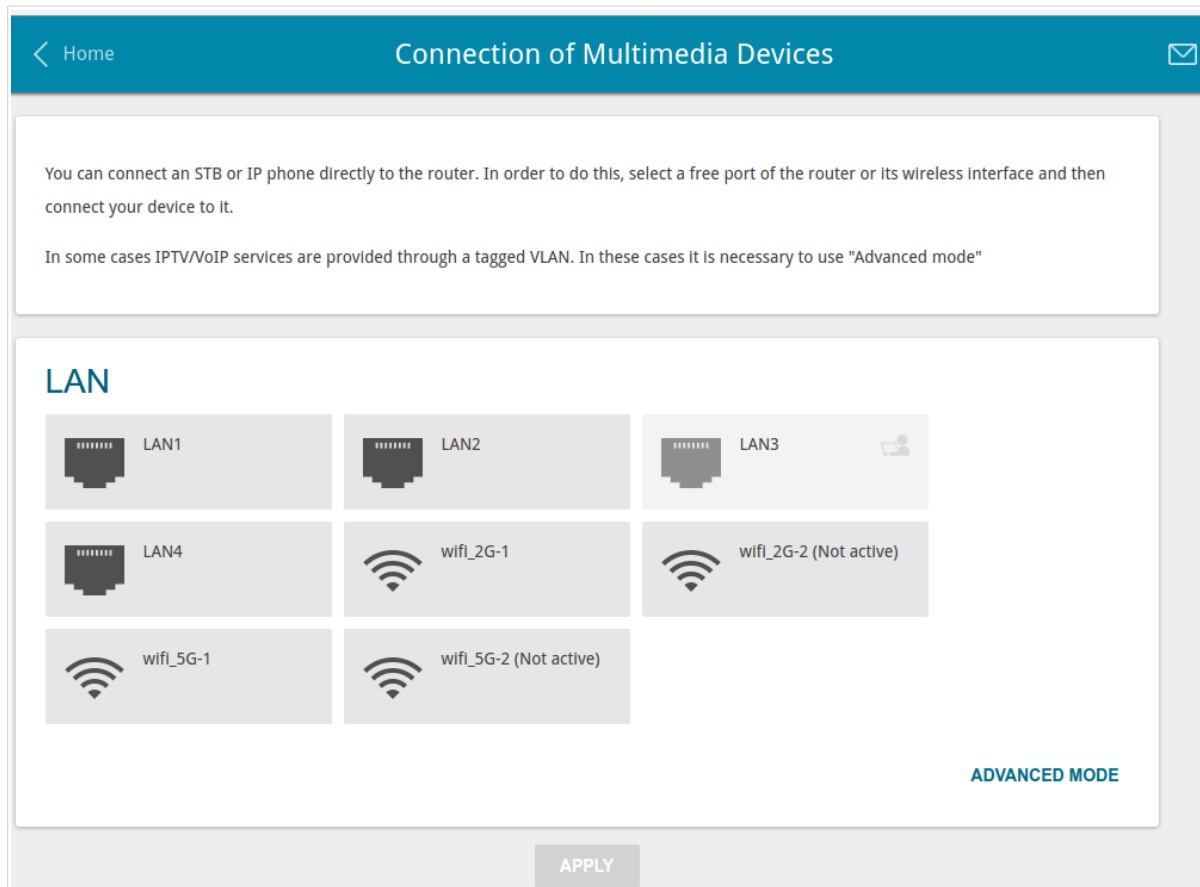 Home
Connection of Multimedia Devices
You can connect an STB or IP phone directly to the router. In order to do this, select a free port of the router or its wireless interface and then
connect your device to it.
In some cases IPTV/VoIP services are provided through a tagged VLAN. In these cases it is necessary to use "Advanced mode"
LAN
LAN1
LAN2
LAN3
LAN4
wifi_2G-1
wifi_2G-2 (Not active)
wifi_5G-1
wifi_5G-2 (Not active)
ADVANCED MODE
APPLY